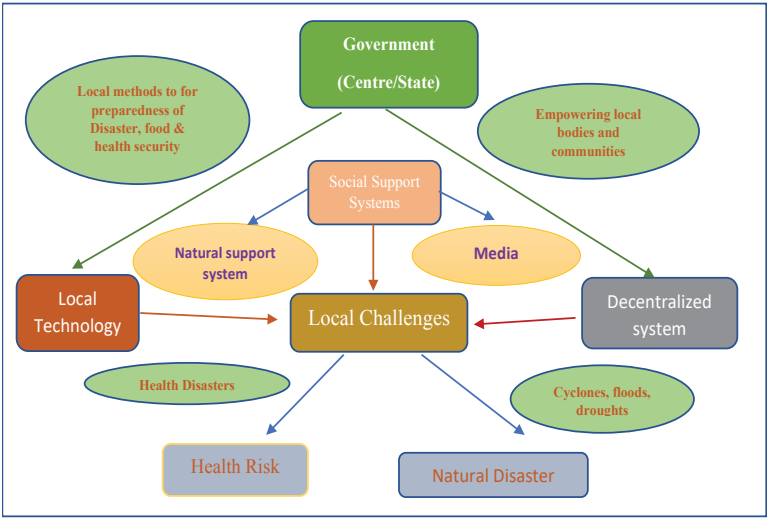 Government
(Centre/State)
Local methods to for
preparedness of
Disaster, food &
health security
Empowering local
bodies and
communities
Social Support
Systems
Natural support
system
Media
Local
Technology
Local Challenges
Decentralized
system
Health Disasters
Cyclones, floods,
droughts
Health Risk
Natural Disaster